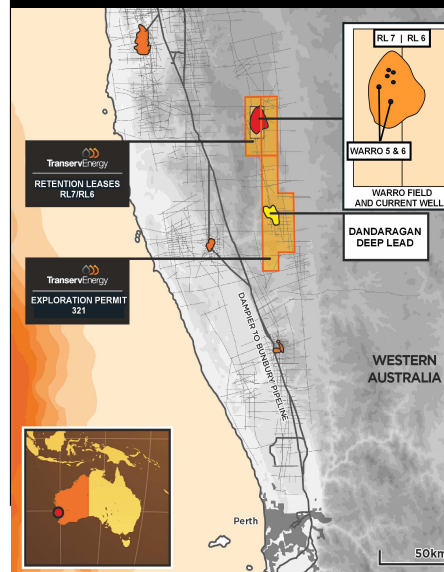 RL 7 | RL 6
WARRO 5 & 6
WARRO FIELD
AND CURRENT WELL
TranservEnergy
RETENTION LEASES
RL7/RL6
DANDARAGAN
DEEP LEAD
TranservEnergy
EXPLORATION PERMIT
321
DAMPIER TO BUNBURY PIPELINE
WESTERN
AUSTRALIA
Perth
50km